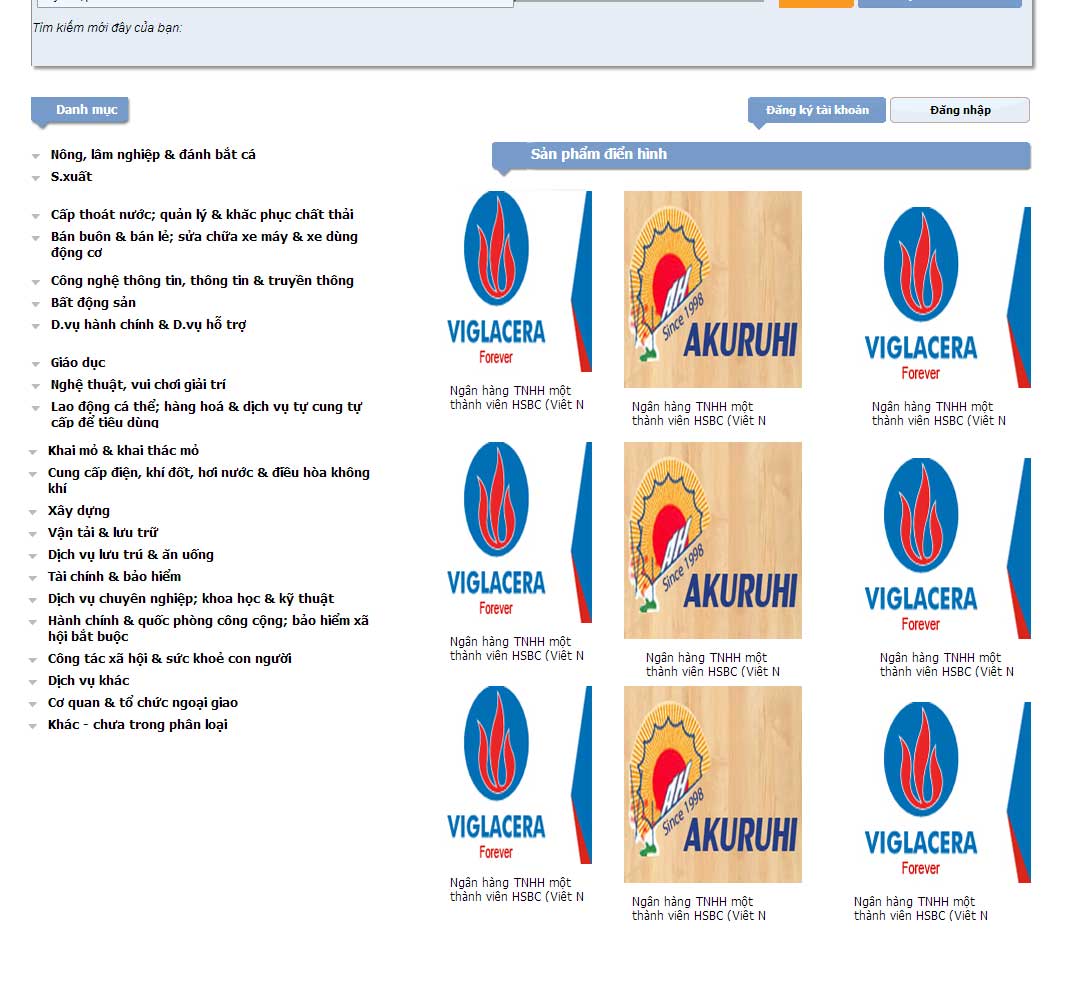 Tìm kiếm mới đây của bạn:
Danh mục
Đăng ký tài khoản
Đăng nhập
Nông, lâm nghiệp & đánh bắt cá
S.xuất
Cấp thoát nước; quản lý & khắc phục chất thải
Bán buôn & bán lẻ; sửa chữa xe máy & xe dùng
động cơ
Công nghệ thông tin, thông tin & truyền thông
Bất động sản
D.vụ hành chính & D.vụ hỗ trợ
Giáo dục
Nghệ thuật, vui chơi giải trí
Lao động cá thể; hàng hoá & dịch vụ tự cung tự
cấp để tiêu dùng
Khai mỏ & khai thác mỏ
Cung cấp điện, khí đốt, hơi nước & điều hòa không
khí
Xây dựng
Vận tải & lưu trữ
Dịch vụ lưu trú & ăn uống
Tài chính & bảo hiểm
Dịch vụ chuyên nghiệp; khoa học & kỹ thuật
Hành chính & quốc phòng công cộng; bảo hiểm xã
hội bắt buộc
Công tác xã hội & sức khoẻ con người
Dịch vụ khác
Cơ quan & tổ chức ngoại giao
Khác - chưa trong phân loại
Sản phẩm điển hình
VIGLACERA
Forever
Ngân hàng TNHH một
thành viên HSBC (Việt N
AIH
Since 1998
AKURUHI
Ngân hàng TNHH một
thành viên HSBC (Việt N
VIGLACERA
Forever
Ngân hàng TNHH một
thành viên HSBC (Việt N
VIGLACERA
Forever
Ngân hàng TNHH một
thành viên HSBC (Việt N
AIH
Since 1998
AKURUHI
Ngân hàng TNHH một
thành viên HSBC (Việt N
VIGLACERA
Forever
Ngân hàng TNHH một
thành viên HSBC (Việt N
VIGLACERA
Forever
Ngân hàng TNHH một
thành viên HSBC (Việt N
AIH
Since 1998
AKURUHI
Ngân hàng TNHH một
thành viên HSBC (Việt N
VIGLACERA
Forever
Ngân hàng TNHH một
thành viên HSBC (Việt N